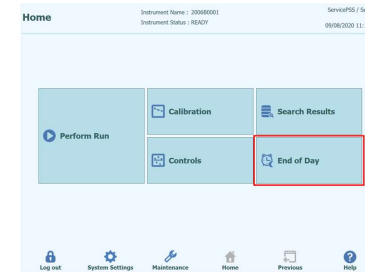 Home
Instrument Name : 200680001
Instrument Status : READY
ServicePSS /
09/08/2020 11:
Perform Run
Calibration
Search Results
Controls
End of Day
Log out
System Settings
Maintenance
Home
Previous
Help